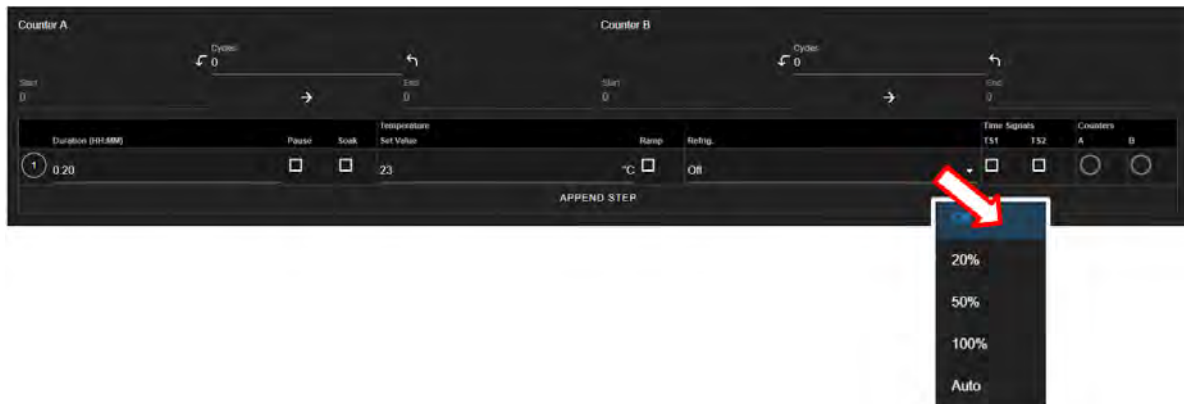 Counter A Counter B
Cycles Cycles
0 0
Start End Start End
0 0 0 0
Temperature Time Signals Counters
Duration (HH:MM) Pause Soak Set Value Ramp Refrig. TS1 TS2 A B
1 0:20 23 °C Off
APPEND STEP
20%
50%
100%
Auto